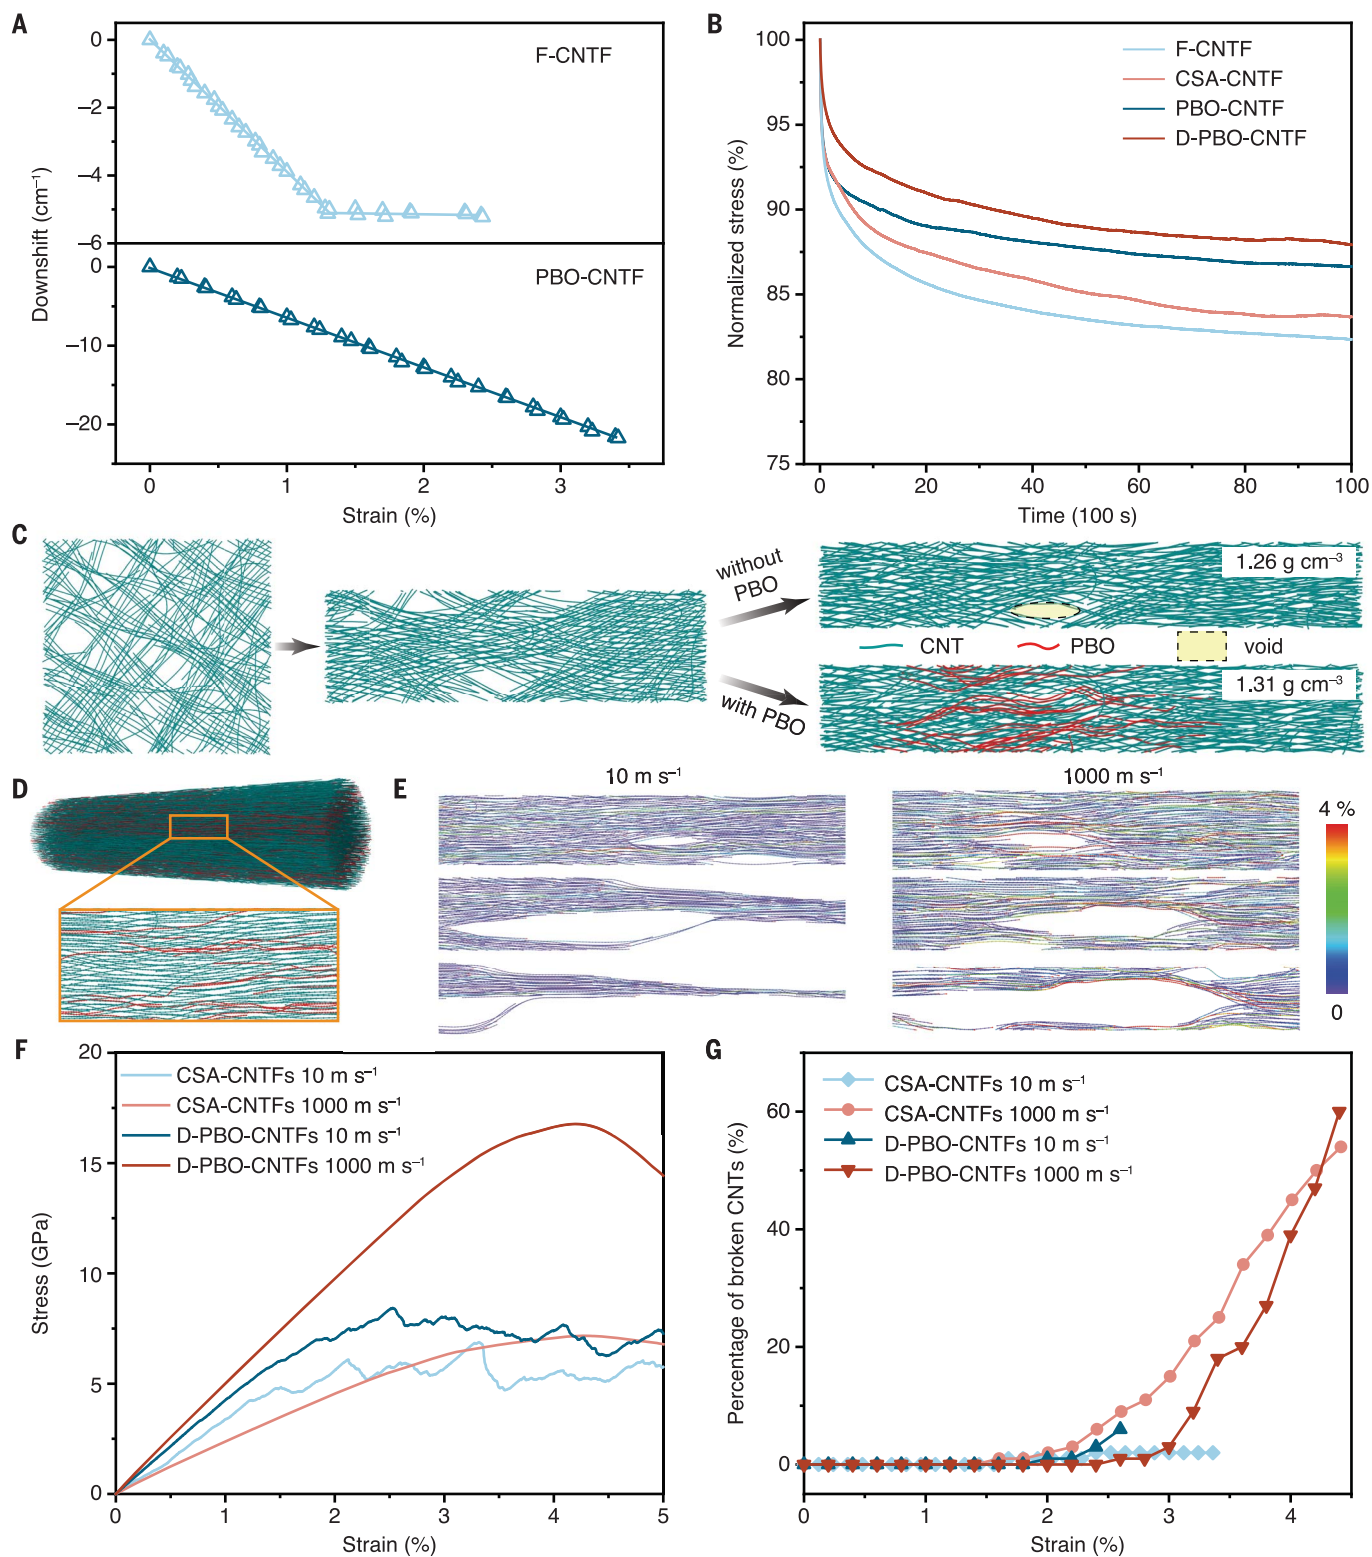 A
F-CNTF
PBO-CNTF
0
−2
−4
−6
0
−10
−20
Downshift (cm⁻¹)
0 1 2 3
Strain (%)
B
F-CNTF
CSA-CNTF
PBO-CNTF
D-PBO-CNTF
100
95
90
85
80
75
Normalized stress (%)
0 20 40 60 80 100
Time (100 s)
C
without
PBO
with PBO
1.26 g cm⁻³
CNT PBO void
1.31 g cm⁻³
D
E
10 m s⁻¹ 1000 m s⁻¹
4 %
0
F
CSA-CNTFs 10 m s⁻¹
CSA-CNTFs 1000 m s⁻¹
D-PBO-CNTFs 10 m s⁻¹
D-PBO-CNTFs 1000 m s⁻¹
20
15
10
5
0
Stress (GPa)
0 1 2 3 4 5
Strain (%)
G
CSA-CNTFs 10 m s⁻¹
CSA-CNTFs 1000 m s⁻¹
D-PBO-CNTFs 10 m s⁻¹
D-PBO-CNTFs 1000 m s⁻¹
60
40
20
0
Percentage of broken CNTs (%)
0 1 2 3 4
Strain (%)